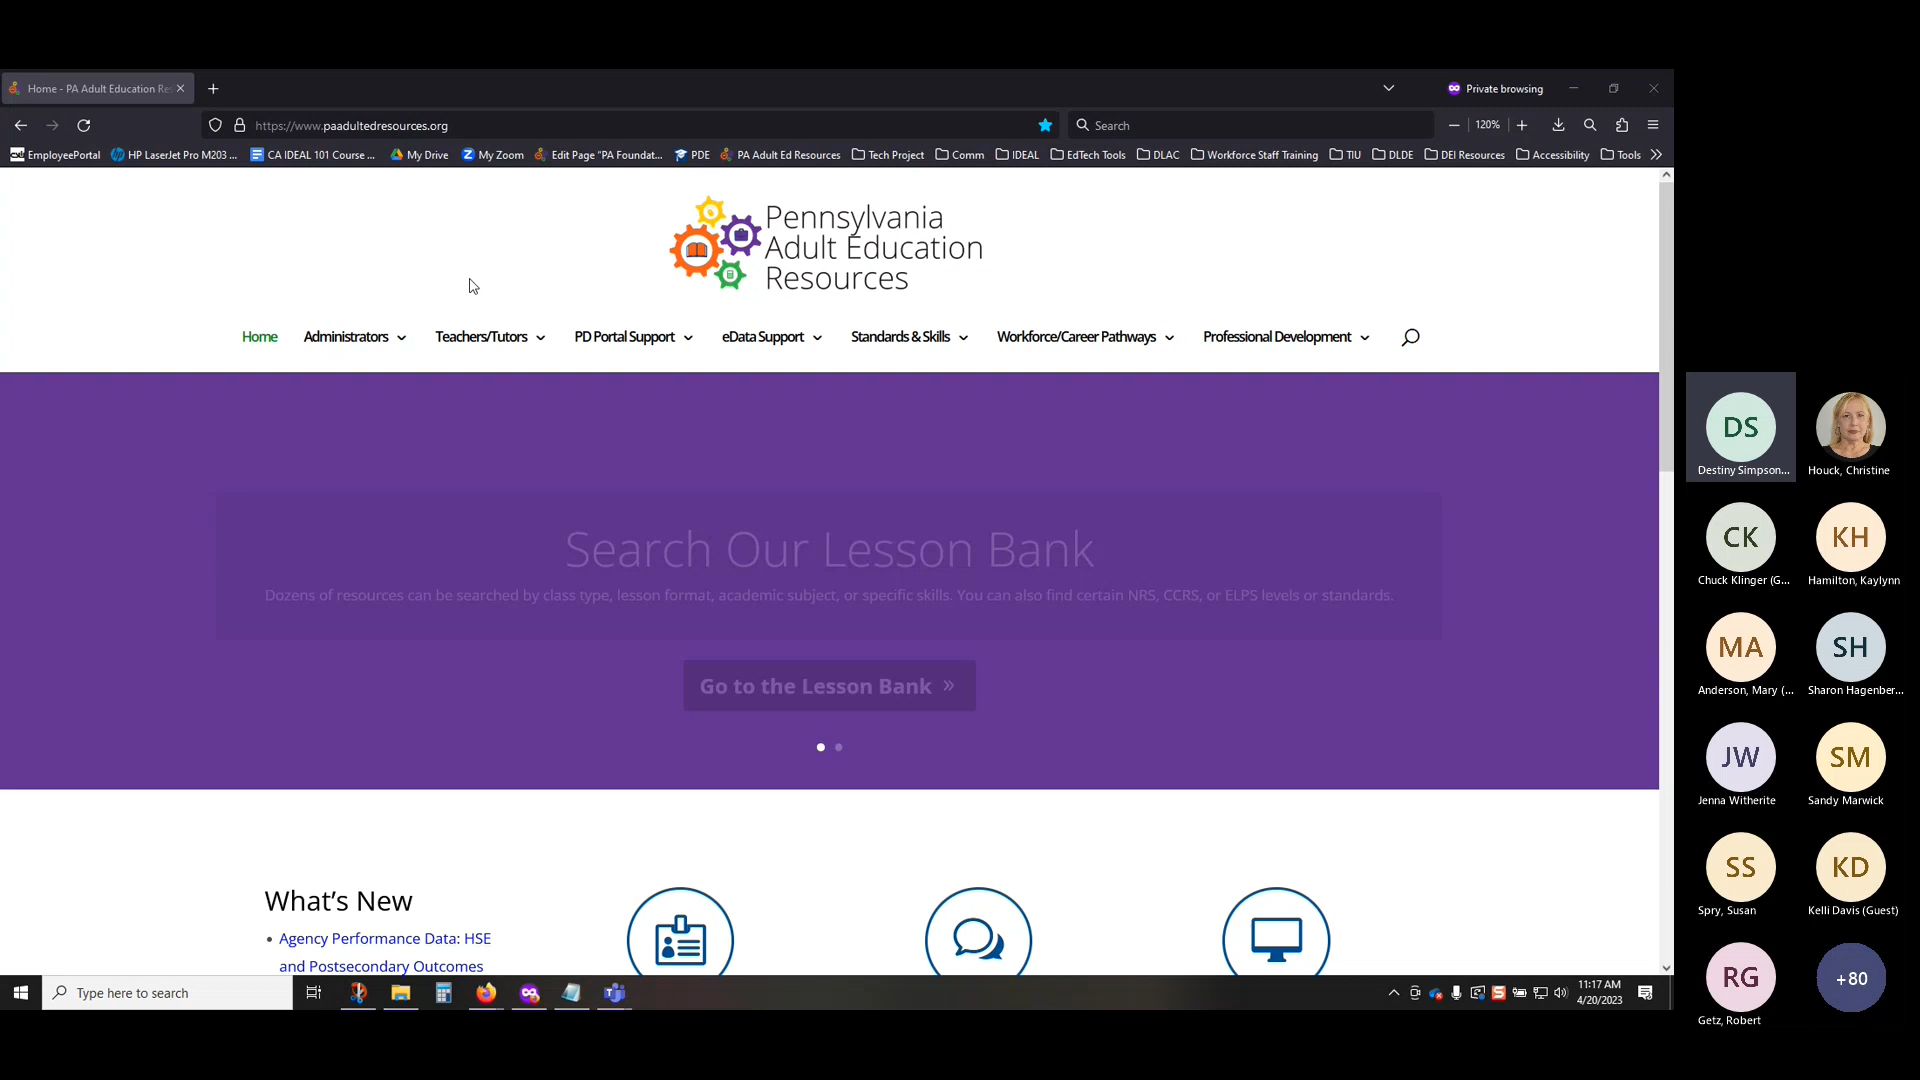 Home - PA Adult Education Re
Private browsing
https://www.paadultedresources.org
Search
120%
EmployeePortal
HP LaserJet Pro M203 ...
CA IDEAL 101 Course ...
My Drive
My Zoom
Edit Page "PA Foundat...
PDE
PA Adult Ed Resources
Tech Project
Comm
IDEAL
EdTech Tools
DLAC
Workforce Staff Training
TIU
DLDE
DEI Resources
Accessibility
Tools
Pennsylvania
Adult Education
Resources
Home
Administrators
Teachers/Tutors
PD Portal Support
eData Support
Standards & Skills
Workforce/Career Pathways
Professional Development
Search Our Lesson Bank
Dozens of resources can be searched by class type, lesson format, academic subject, or specific skills. You can also find certain NRS, CCRS, or ELPS levels or standards.
Go to the Lesson Bank »
What's New
• Agency Performance Data: HSE
and Postsecondary Outcomes
Type here to search
11:17 AM
4/20/2023
DS
Destiny Simpson...
Houck, Christine
CK
Chuck Klinger (G...
KH
Hamilton, Kaylynn
MA
Anderson, Mary (...
SH
Sharon Hagenber...
JW
Jenna Witherite
SM
Sandy Marwick
SS
Spry, Susan
KD
Kelli Davis (Guest)
RG
Getz, Robert
+80